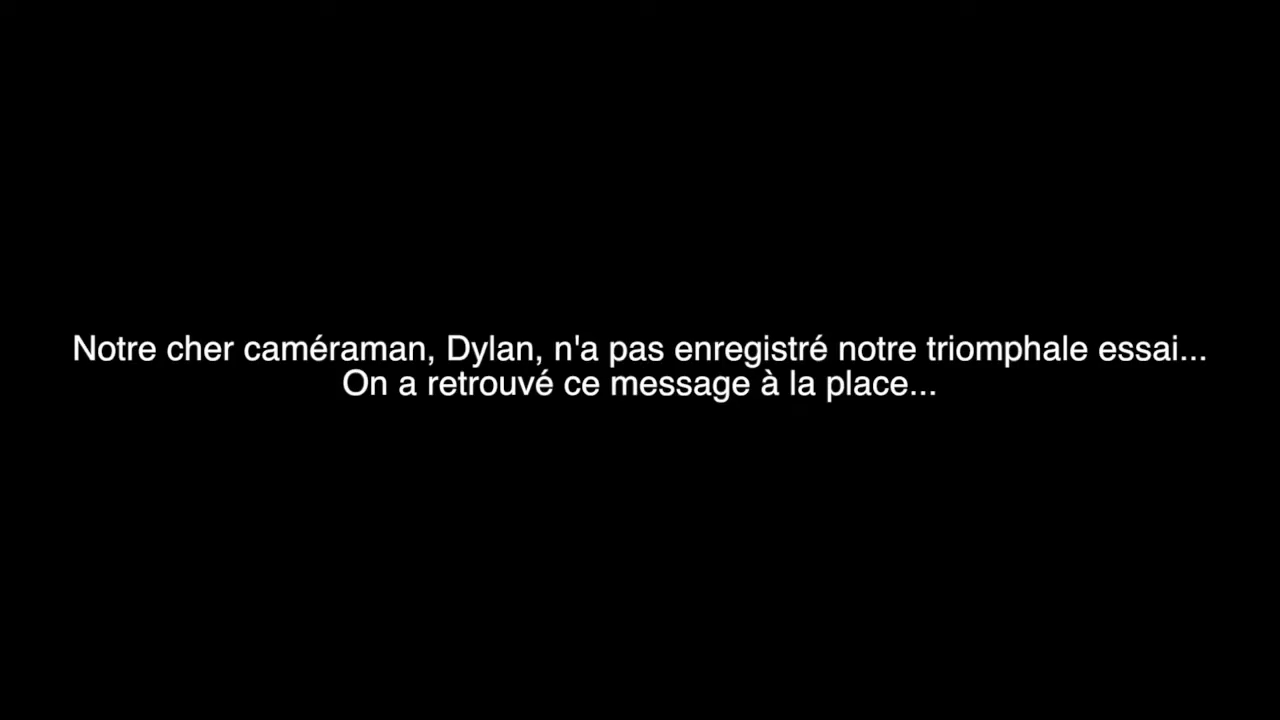 Notre cher caméraman, Dylan, n'a pas enregistré notre triomphale essai...
On a retrouvé ce message à la place...